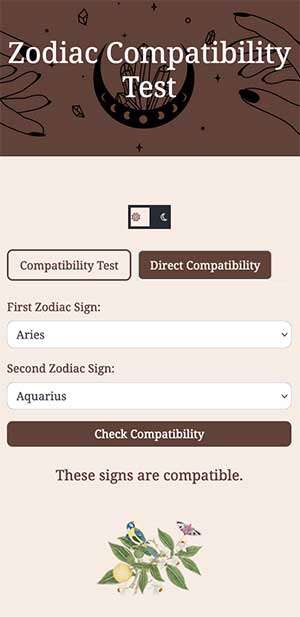 Zodiac Compatibility
Test
Compatibility Test
Direct Compatibility
First Zodiac Sign:
Aries
Second Zodiac Sign:
Aquarius
Check Compatibility
These signs are compatible.